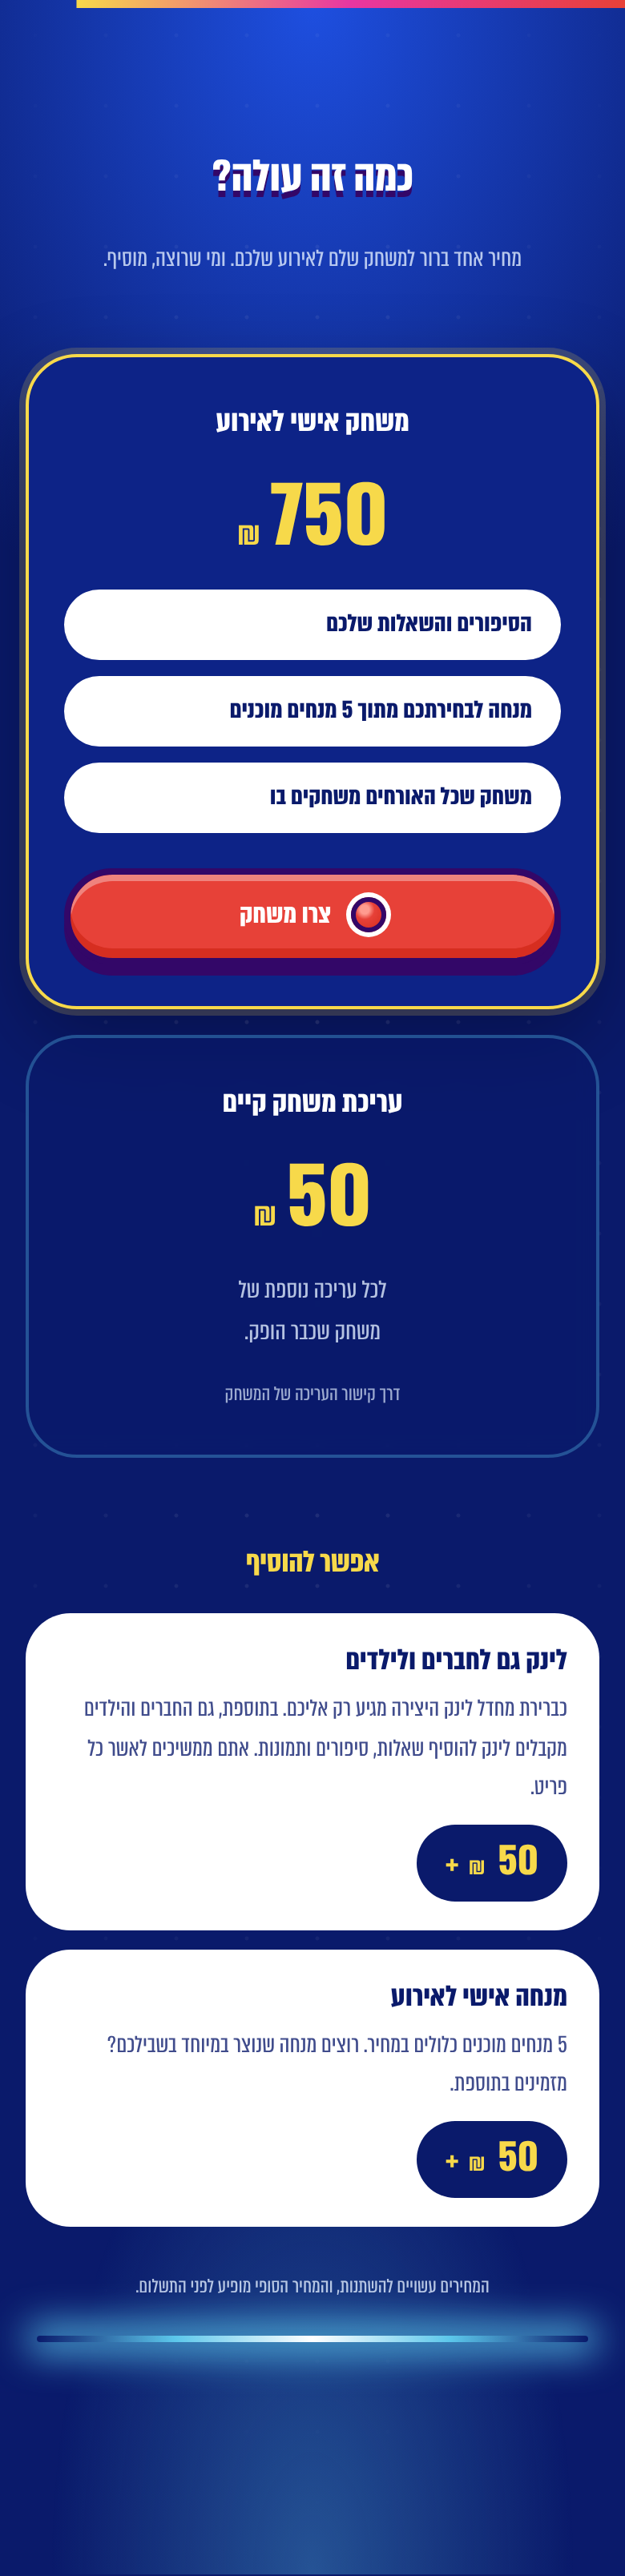 כמה זה עולה?
מחיר אחד ברור למשחק שלם לאירוע שלכם. ומי שרוצה, מוסיף.
משחק אישי לאירוע
750 ₪
הסיפורים והשאלות שלכם
מנחה לבחירתכם מתוך 5 מנחים מוכנים
משחק שכל האורחים משחקים בו
צרו משחק
עריכת משחק קיים
50 ₪
לכל עריכה נוספת של
משחק שכבר הופק.
דרך קישור העריכה של המשחק
אפשר להוסיף
לינק גם לחברים ולילדים
כברירת מחדל לינק היצירה מגיע רק אליכם. בתוספת, גם החברים והילדים
מקבלים לינק להוסיף שאלות, סיפורים ותמונות. אתם ממשיכים לאשר כל
פריט.
50 ₪ +
מנחה אישי לאירוע
5 מנחים מוכנים כלולים במחיר. רוצים מנחה שנוצר במיוחד בשבילכם?
מזמינים בתוספת.
50 ₪ +
המחירים עשויים להשתנות, והמחיר הסופי מופיע לפני התשלום.